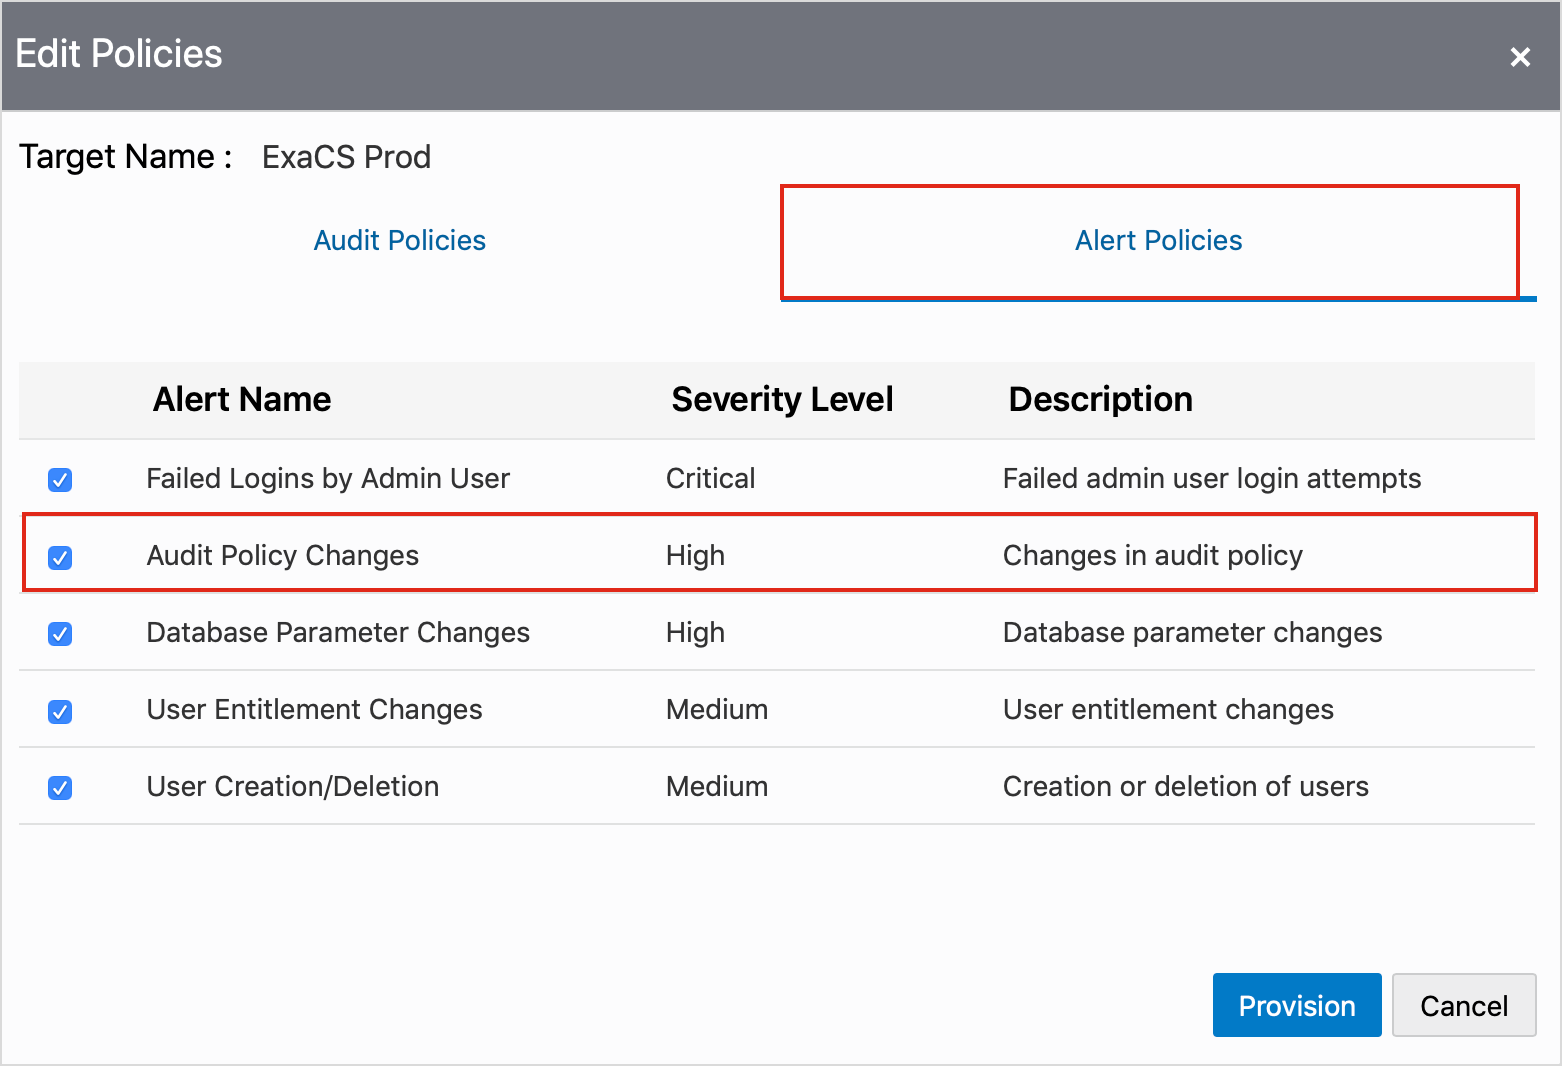 Edit Policies
Target Name : ExaCS Prod
Audit Policies Alert Policies
Alert Name Severity Level Description
Failed Logins by Admin User Critical Failed admin user login attempts
Audit Policy Changes High Changes in audit policy
Database Parameter Changes High Database parameter changes
User Entitlement Changes Medium User entitlement changes
User Creation/Deletion Medium Creation or deletion of users
Provision Cancel